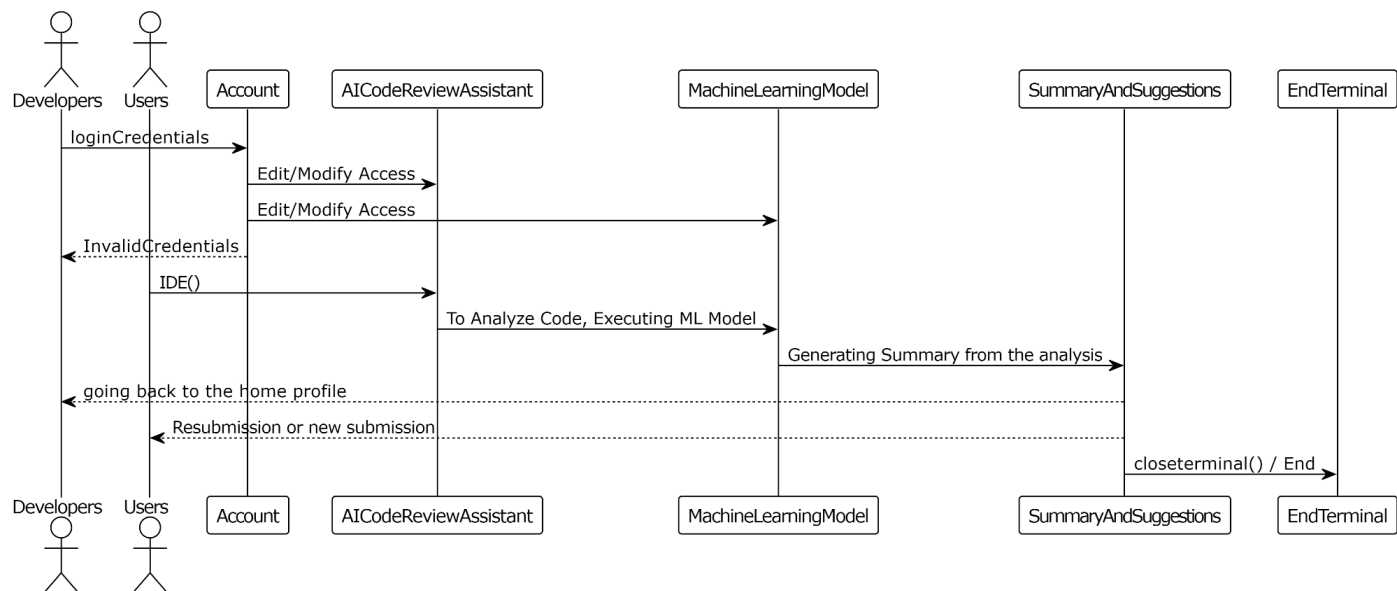 Developers
Users
Account
AICodeReviewAssistant
MachineLearningModel
SummaryAndSuggestions
EndTerminal
loginCredentials
Edit/Modify Access
Edit/Modify Access
InvalidCredentials
IDE()
To Analyze Code, Executing ML Model
Generating Summary from the analysis
going back to the home profile
Resubmission or new submission
closeterminal() / End
Developers
Users
Account
AICodeReviewAssistant
MachineLearningModel
SummaryAndSuggestions
EndTerminal